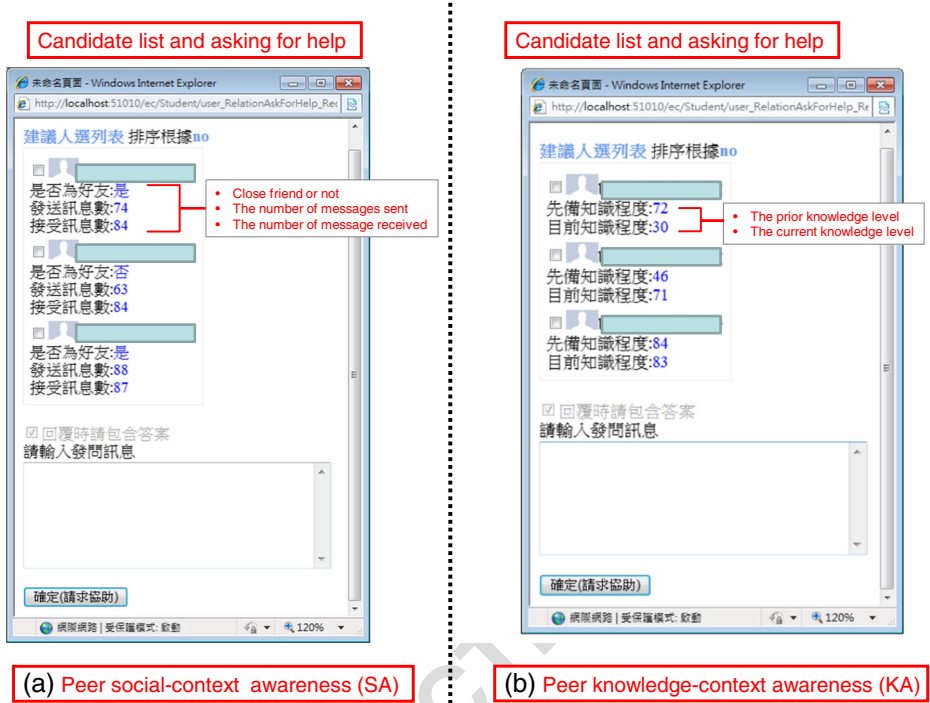 Candidate list and asking for help
未命名頁面 - Windows Internet Explorer
http://localhost:51010/ec/Student/user_RelationAskForHelp_Rec
建議人選列表 排序根據no
是否為好友:是
發送訊息數:74
接受訊息數:84
• Close friend or not
• The number of messages sent
• The number of message received
是否為好友:否
發送訊息數:63
接受訊息數:84
是否為好友:是
發送訊息數:88
接受訊息數:87
回覆時請包含答案
請輸入發問訊息
確定(請求協助)
網際網路 | 受保護模式: 啟動
120%
(a) Peer social-context awareness (SA)
Candidate list and asking for help
未命名頁面 - Windows Internet Explorer
http://localhost:51010/ec/Student/user_RelationAskForHelp_Re
建議人選列表 排序根據no
先備知識程度:72
目前知識程度:30
• The prior knowledge level
• The current knowledge level
先備知識程度:46
目前知識程度:71
先備知識程度:84
目前知識程度:83
回覆時請包含答案
請輸入發問訊息
確定(請求協助)
網際網路 | 受保護模式: 啟動
120%
(b) Peer knowledge-context awareness (KA)